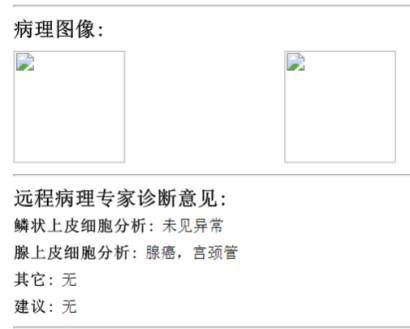 病理图像：
远程病理专家诊断意见：
鳞状上皮细胞分析：未见异常
腺上皮细胞分析：腺癌，宫颈管
其它：无
建议：无